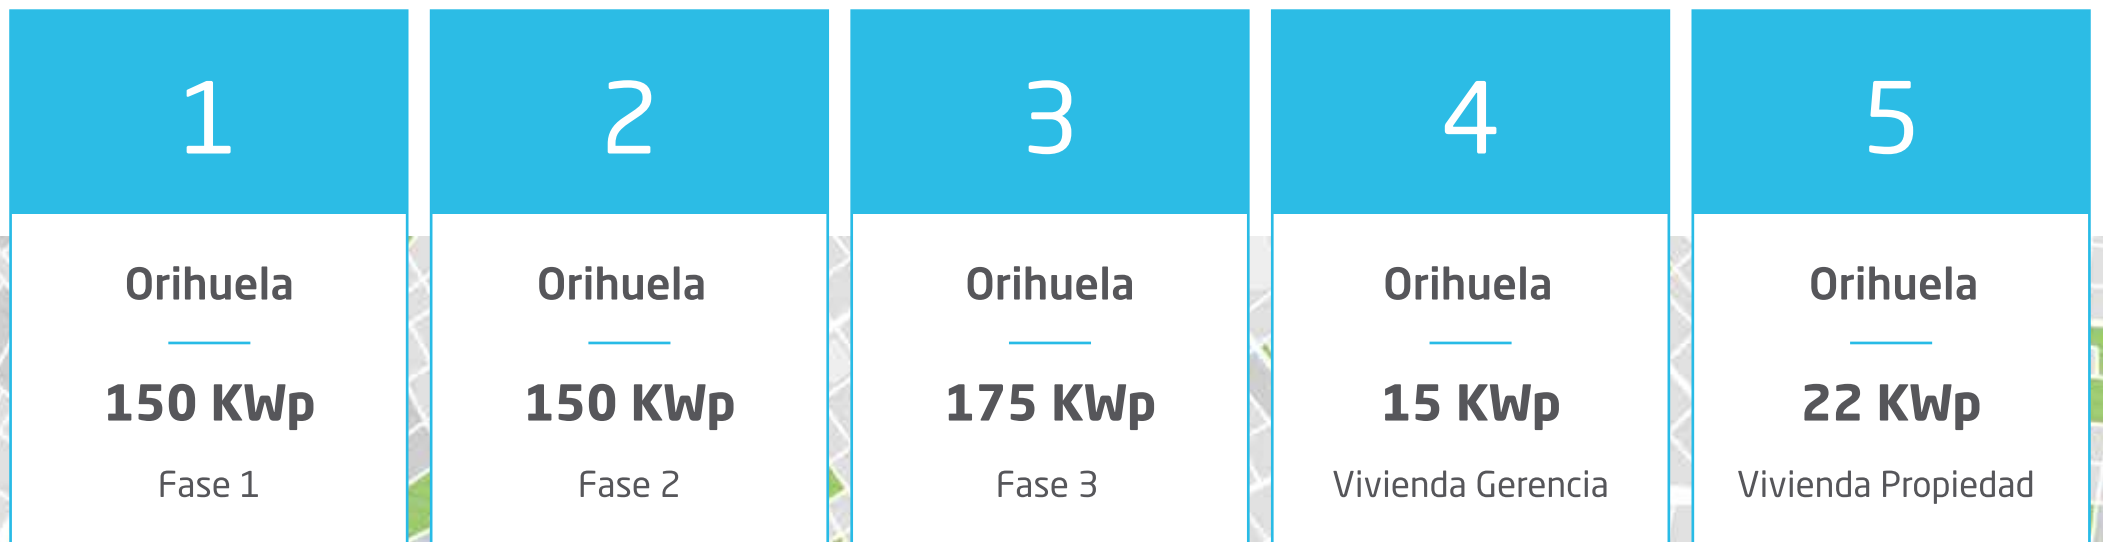 1
Orihuela
150 KWp
Fase 1
2
Orihuela
150 KWp
Fase 2
3
Orihuela
175 KWp
Fase 3
4
Orihuela
15 KWp
Vivienda Gerencia
5
Orihuela
22 KWp
Vivienda Propiedad